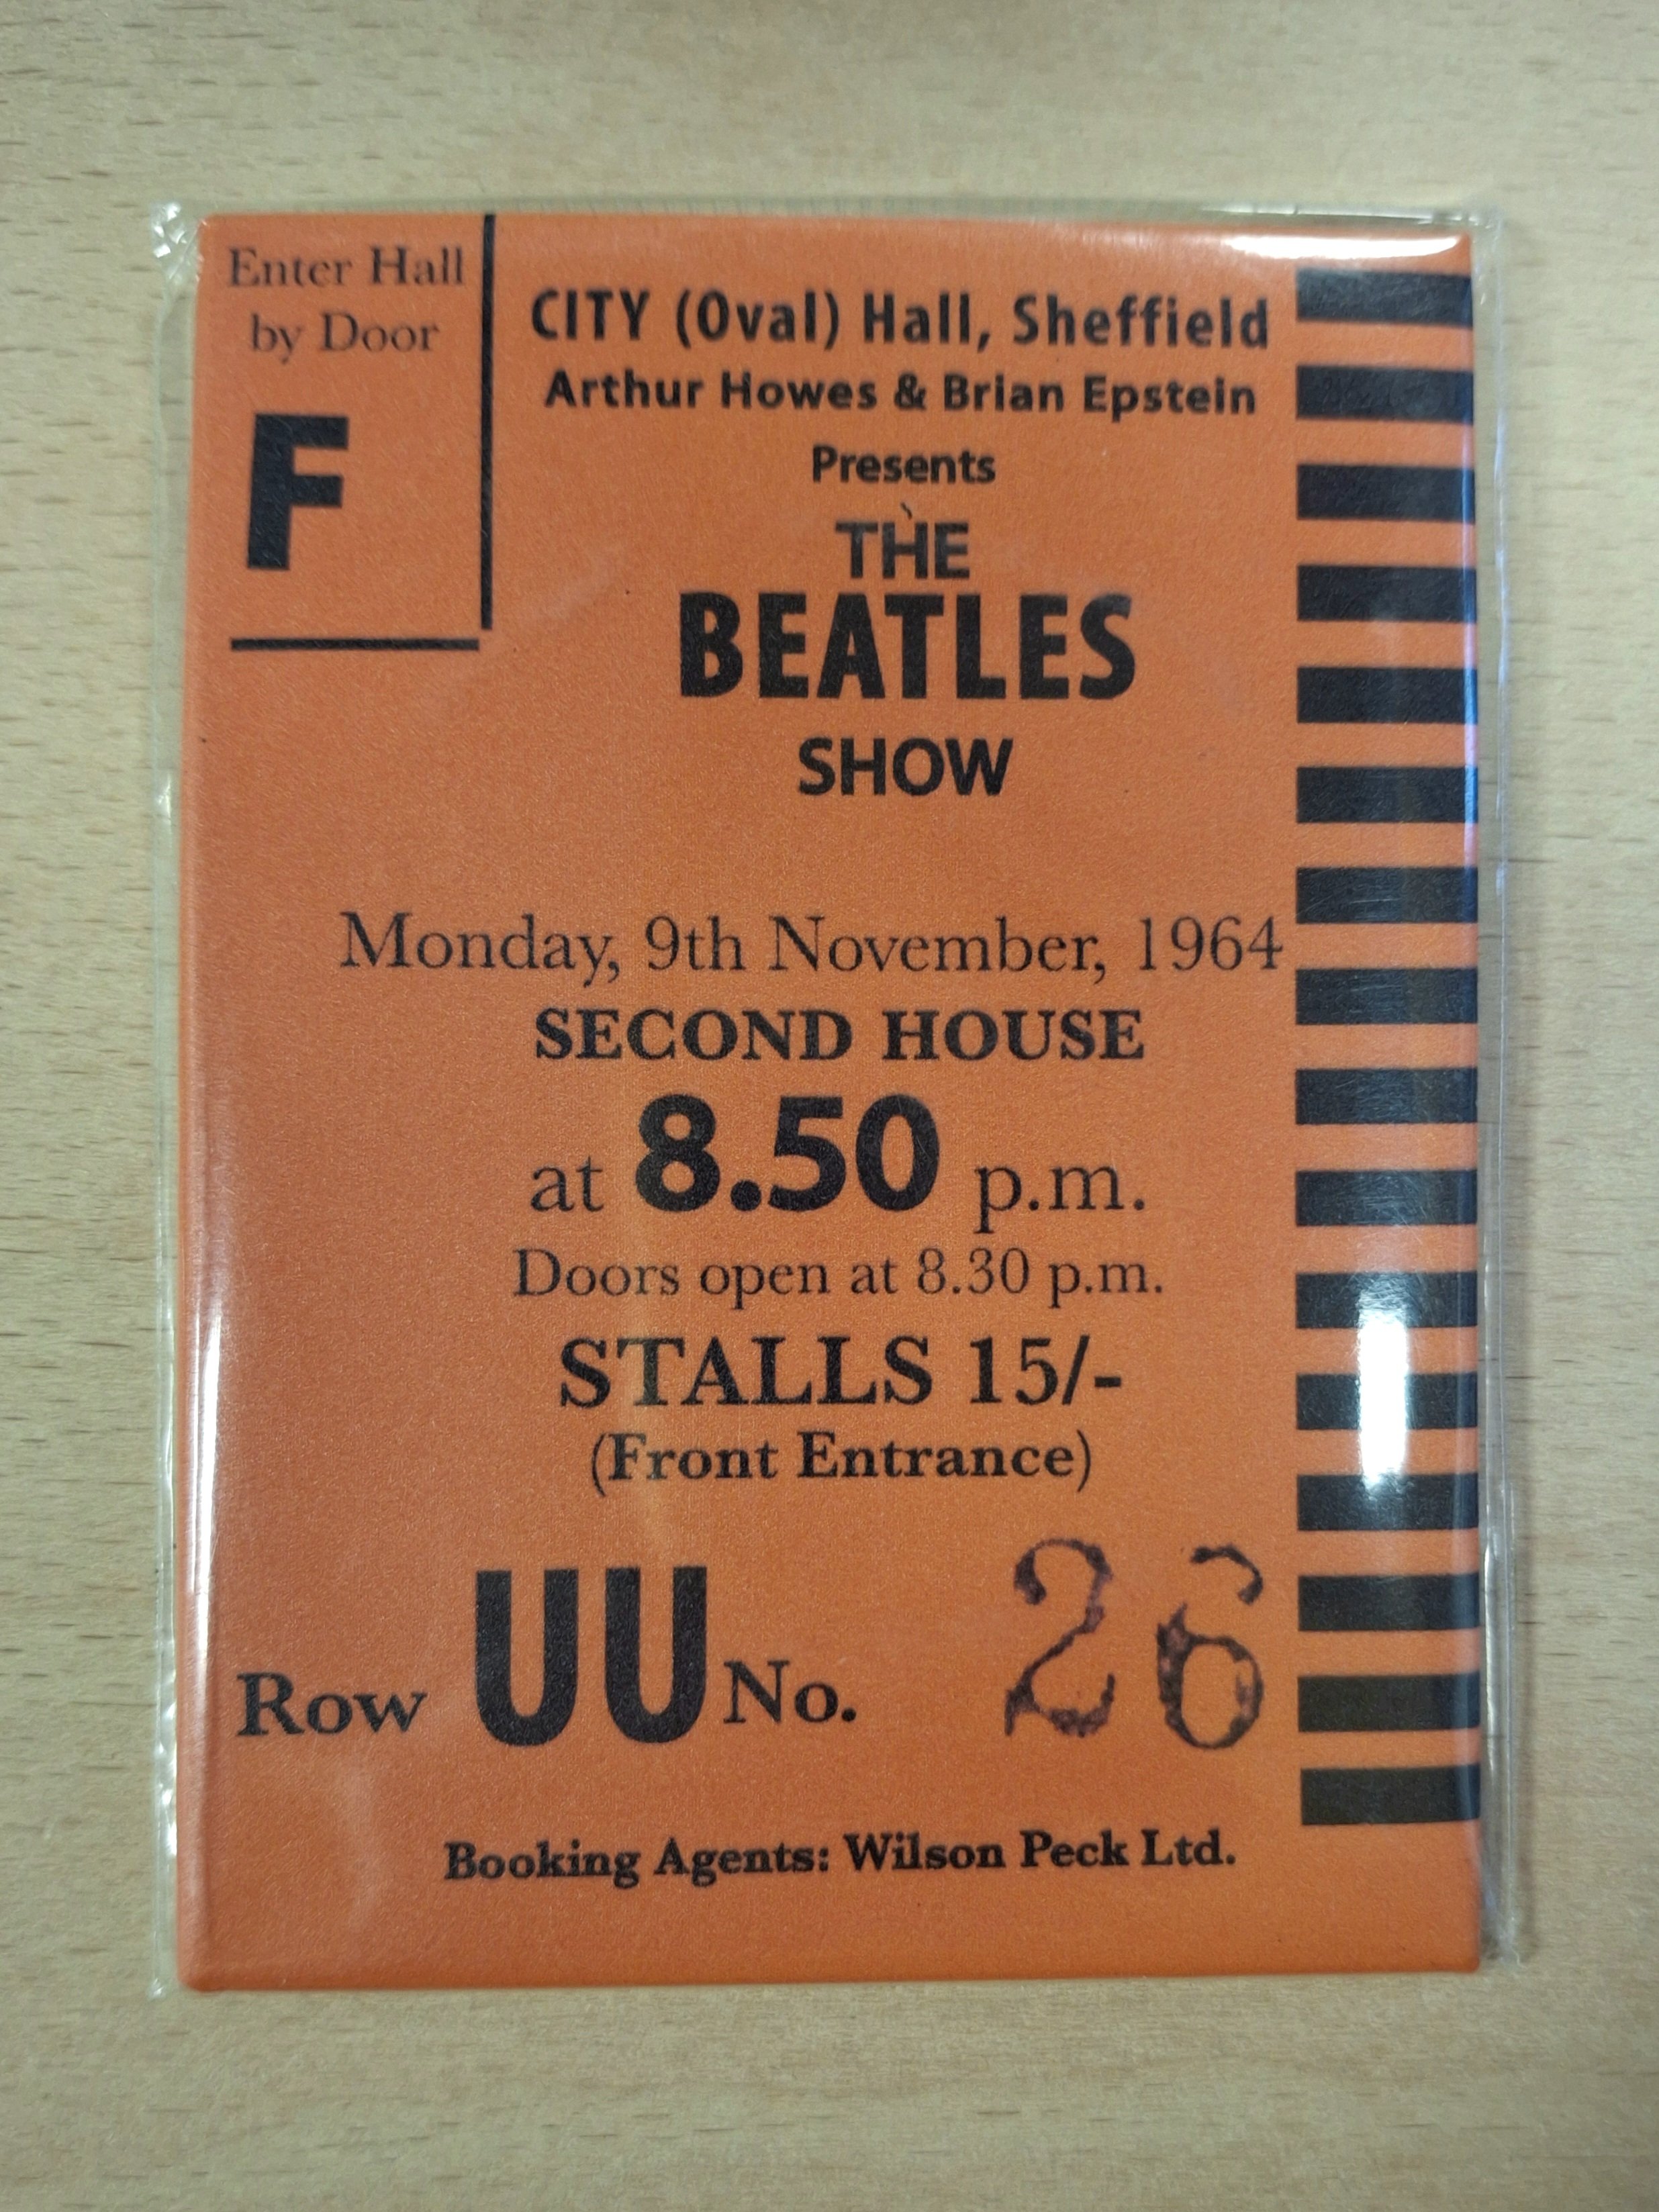 Enter Hall
by Door
F
CITY (Oval) Hall, Sheffield
Arthur Howes & Brian Epstein
Presents
THE
BEATLES
SHOW
Monday, 9th November, 1964
SECOND HOUSE
at 8.50 p.m.
Doors open at 8.30 p.m.
STALLS 15/-
(Front Entrance)
Row UU No. 26
Booking Agents: Wilson Peck Ltd.